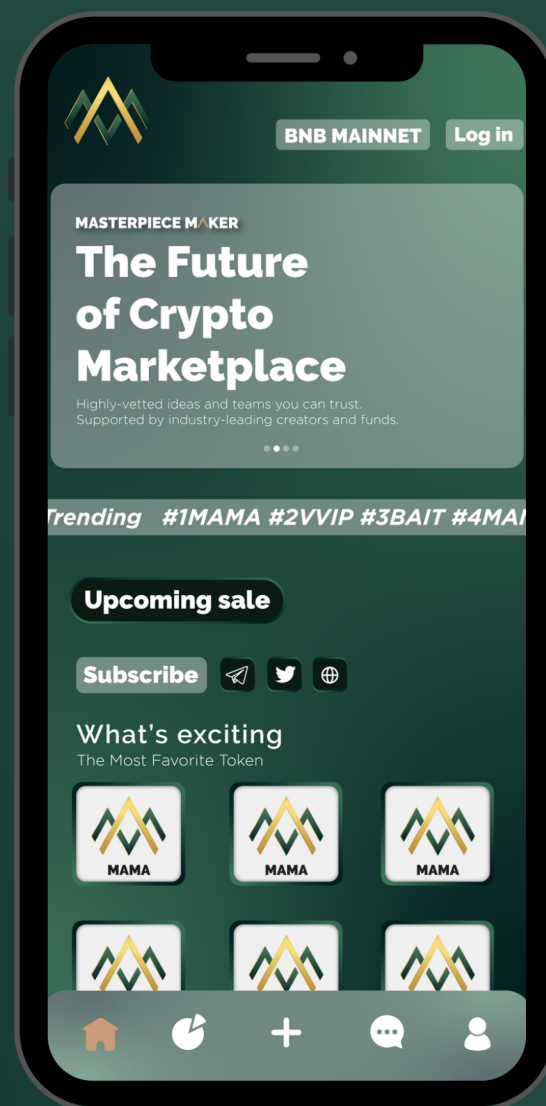 BNB MAINNET Log in
MASTERPIECE MΛKER
The Future
of Crypto
Marketplace
Highly-vetted ideas and teams you can trust.
Supported by industry-leading creators and funds.
Trending #1MAMA #2VVIP #3BAIT #4MAI
Upcoming sale
Subscribe
What's exciting
The Most Favorite Token
MAMA MAMA MAMA